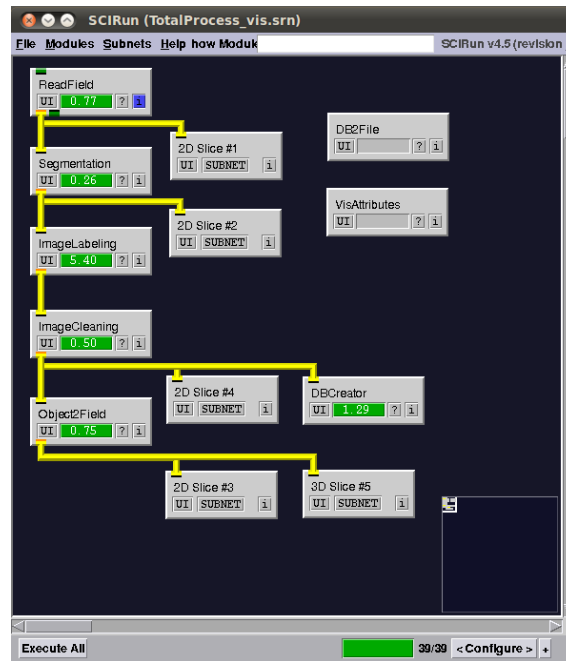 SCIRun (TotalProcess_vis.srn)
File Modules Subnets Help how Modul SCIRun v4.5 (revision
ReadField
UI 0.77 ? i
2D Slice #1
UI SUBNET i
DB2File
UI ? i
Segmentation
UI 0.26 ? i
2D Slice #2
UI SUBNET i
VisAttributes
UI ? i
ImageLabeling
UI 5.40 ? i
ImageCleaning
UI 0.50 ? i
2D Slice #4
UI SUBNET i
DBCreator
UI 1.29 ? i
Object2Field
UI 0.75 ? i
2D Slice #3
UI SUBNET i
3D Slice #5
UI SUBNET i
Execute All 39/39 < Configure > +